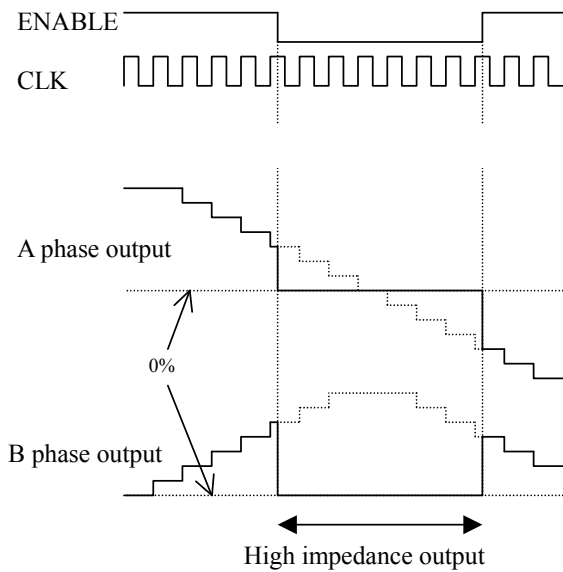 ENABLE
CLK
A phase output
0%
B phase output
High impedance output